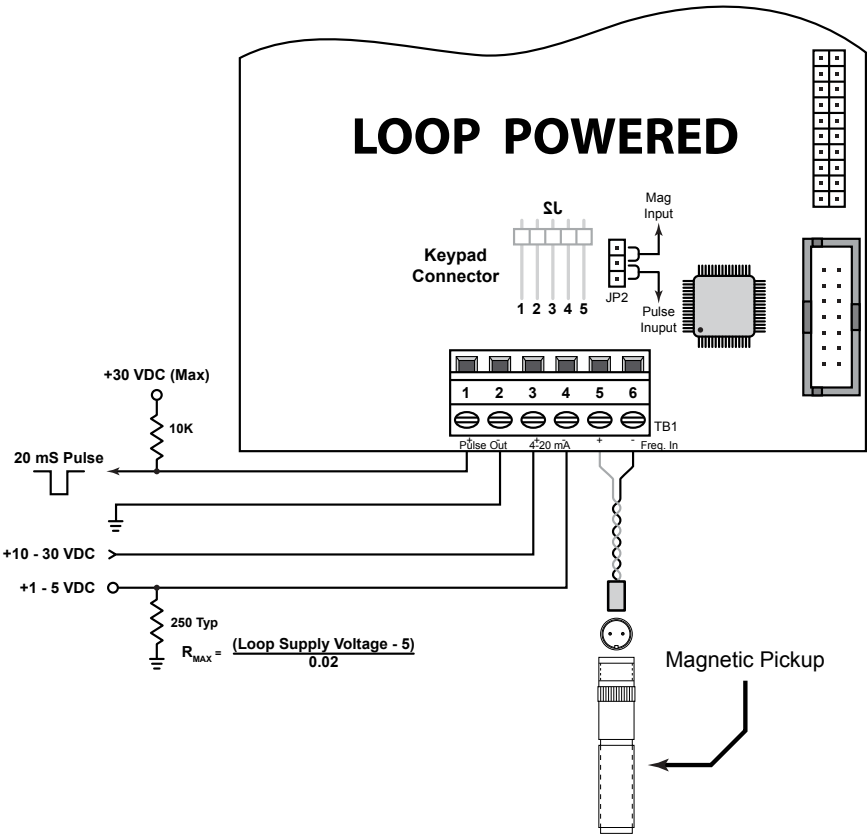 LOOP POWERED
J2
Mag
Input
Keypad
Connector
JP2
1 2 3 4 5
Pulse
Inuput
+30 VDC (Max)
1 2 3 4 5 6
10K
TB1
+ - + - + -
Pulse Out 4-20 mA Freq. In
20 mS Pulse
+10 - 30 VDC
+1 - 5 VDC
250 Typ
R MAX = (Loop Supply Voltage - 5)
0.02
Magnetic Pickup